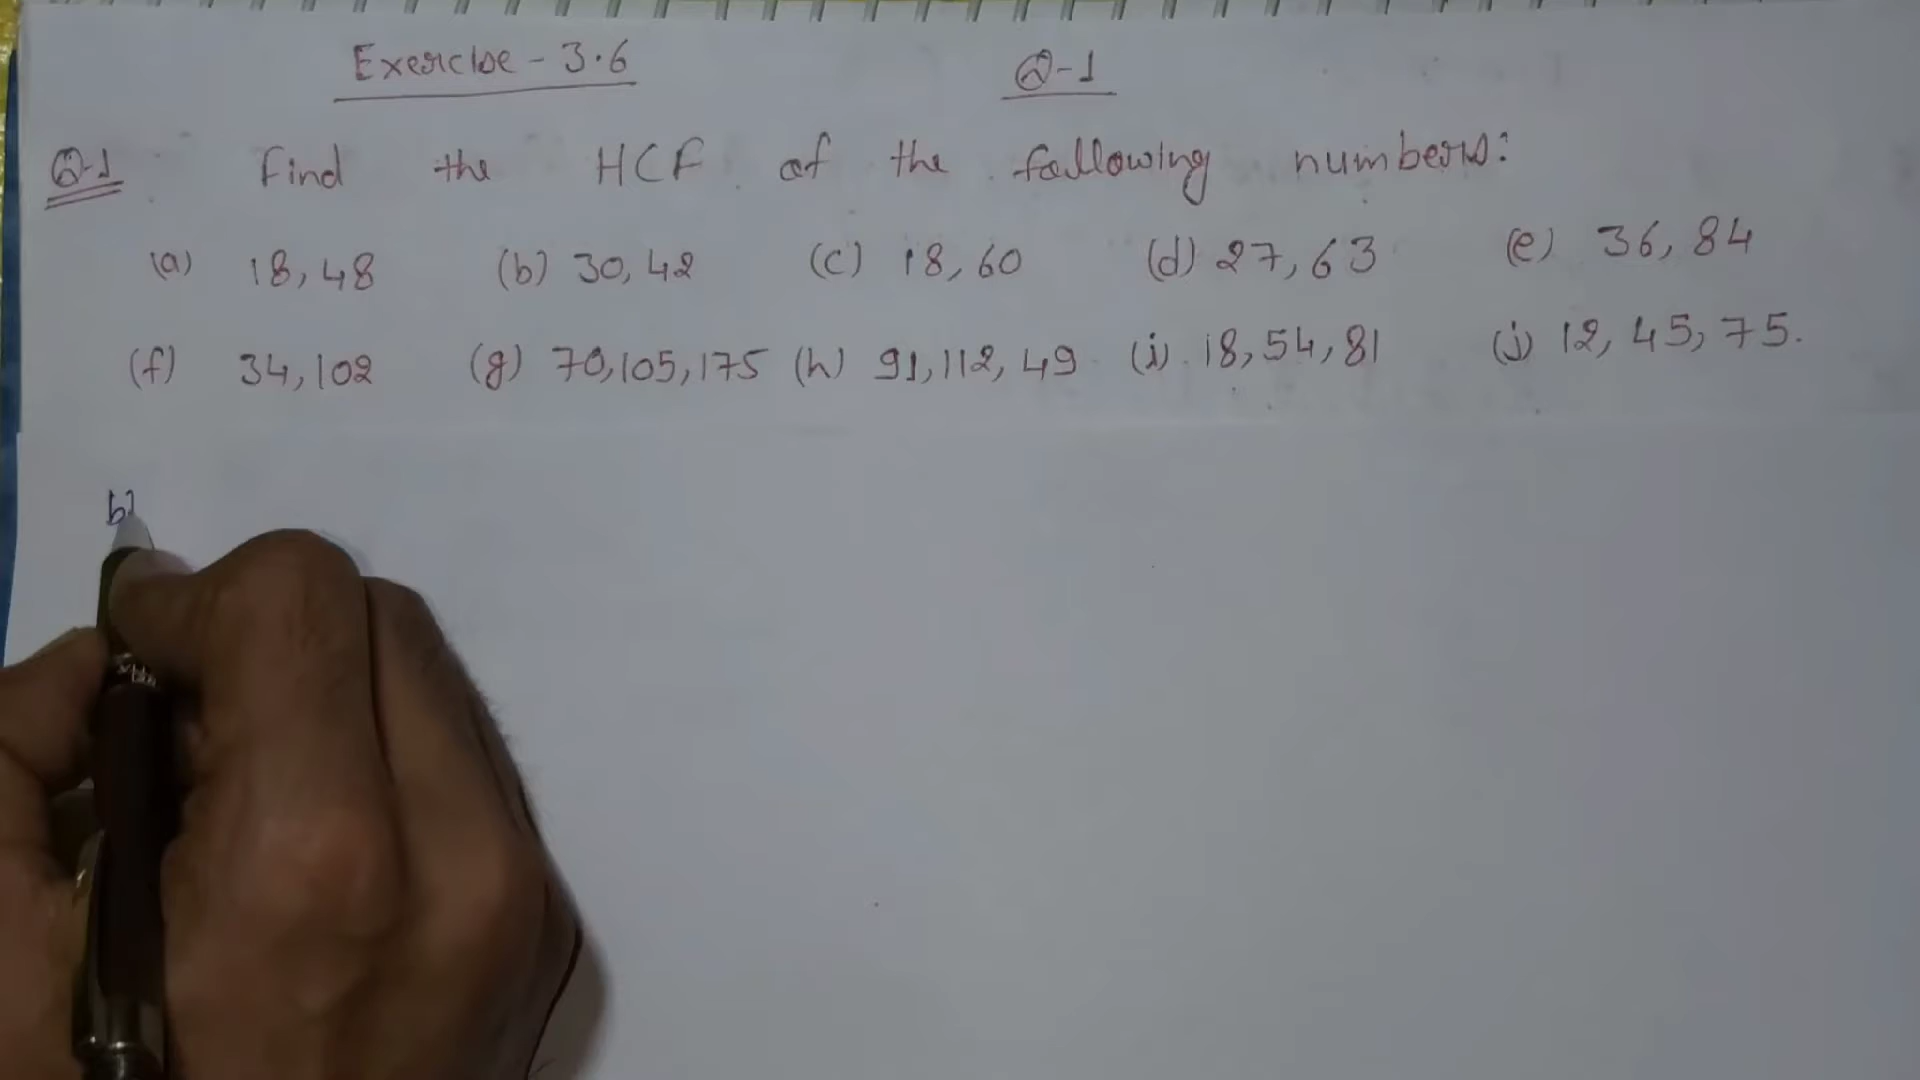 Exercise - 3.6 Q-1
Q-1 Find the HCF of the following numbers:
(a) 18, 48 (b) 30, 42 (c) 18, 60 (d) 27, 63 (e) 36, 84
(f) 34, 102 (g) 70, 105, 175 (h) 91, 112, 49 (i) 18, 54, 81 (j) 12, 45, 75.
b)